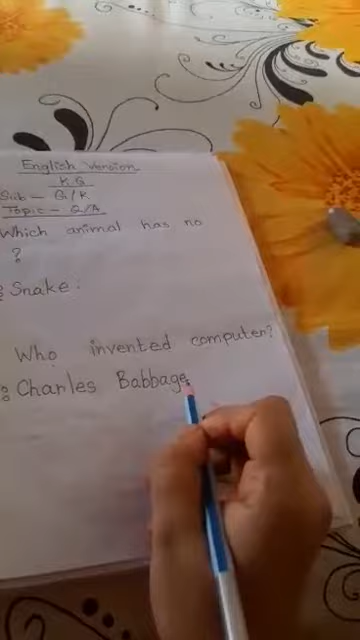 English Version
K.G
Sub — G/K
Topic - Q/A
Which animal has no
?
: Snake.
Who invented computer?
: Charles Babbage.